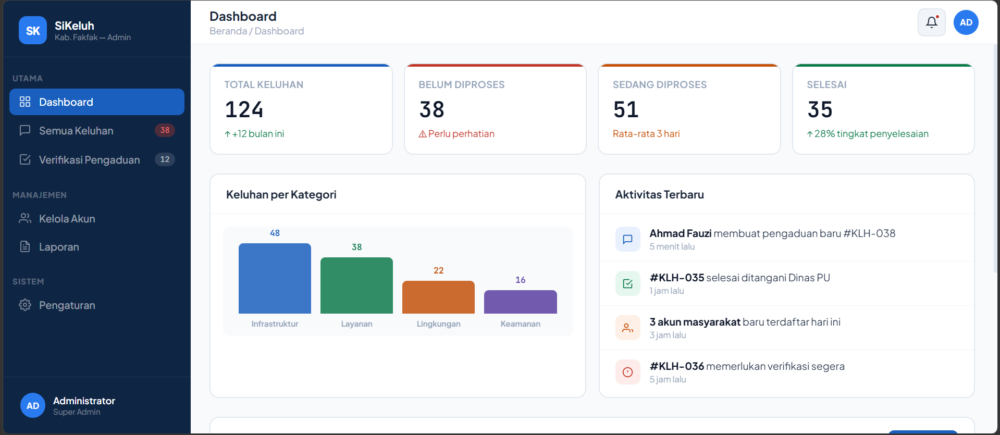 SK
SiKeluh
Kab. Fakfak — Admin
UTAMA
Dashboard
Semua Keluhan 38
Verifikasi Pengaduan 12
MANAJEMEN
Kelola Akun
Laporan
SISTEM
Pengaturan
AD
Administrator
Super Admin
Dashboard
Beranda / Dashboard
AD
TOTAL KELUHAN
124
↑ +12 bulan ini
BELUM DIPROSES
38
⚠ Perlu perhatian
SEDANG DIPROSES
51
Rata-rata 3 hari
SELESAI
35
↑ 28% tingkat penyelesaian
Keluhan per Kategori
48
38
22
16
Infrastruktur
Layanan
Lingkungan
Keamanan
Aktivitas Terbaru
Ahmad Fauzi membuat pengaduan baru #KLH-038
5 menit lalu
#KLH-035 selesai ditangani Dinas PU
1 jam lalu
3 akun masyarakat baru terdaftar hari ini
3 jam lalu
#KLH-036 memerlukan verifikasi segera
5 jam lalu